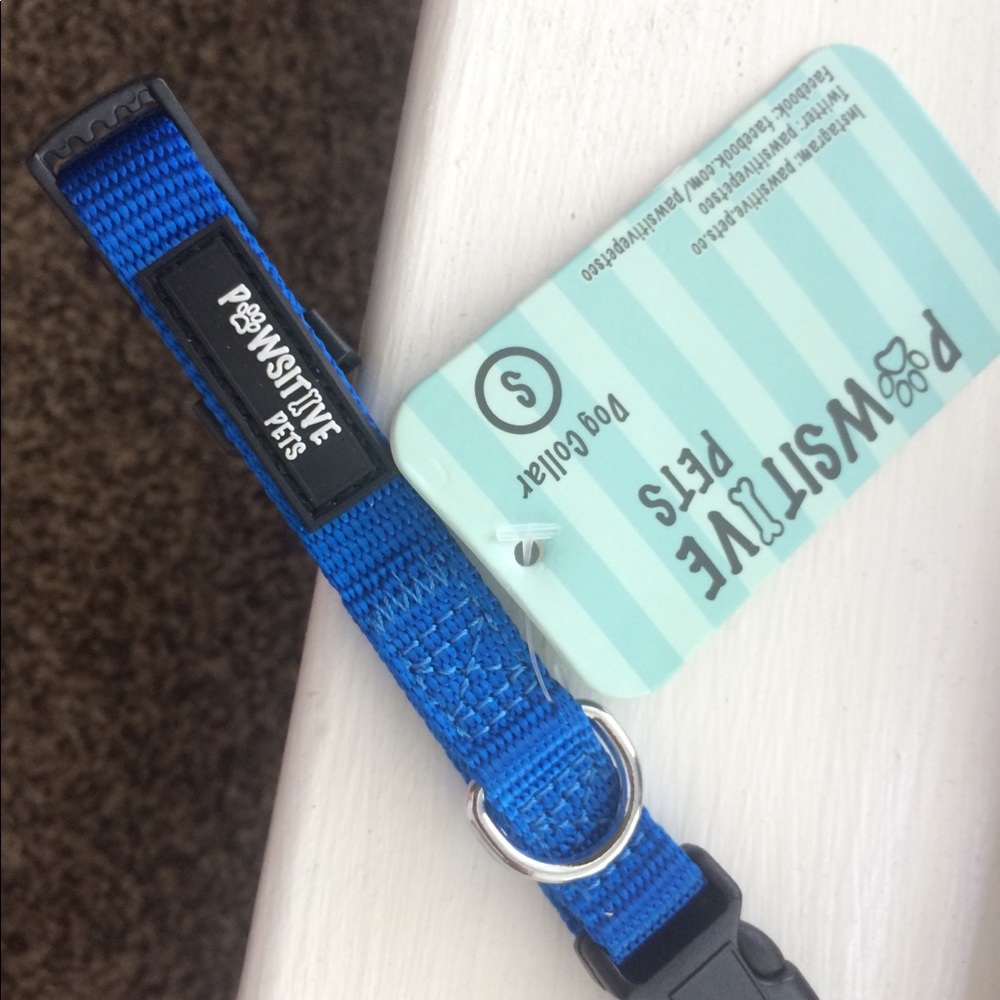 PAWSITIVE
PETS
PAWSITIVE
PETS
Dog Collar
S
Instagram: pawsitive.pets.co
Twitter: pawsitivepetsco
Facebook: facebook.com/pawsitivepetsco